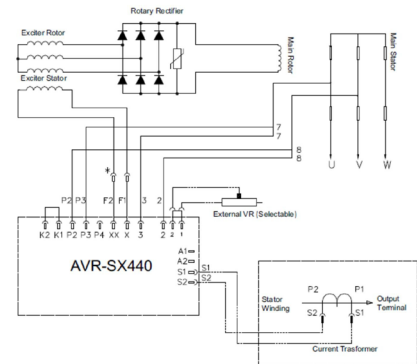 Rotary Rectifier
Exciter Rotor
Exciter Stator
Main Rotor
Main Stator
7
7
8
8
U V W
* P2 P3 F2 F1 3 2
External VR (Selectable)
K2 K1 P2 P3 P4 XX X 3 2 2 1
AVR-SX440
A1
A2
S1 S1
S2 S2
P2 P1
Stator Winding
Output Terminal
S2 S1
Current Trasformer